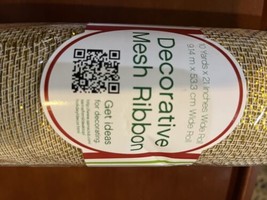 Decorative
Mesh Ribbon
10 Yards x 21 Inches Wide Roll
9.14 m x 53.3 cm Wide Roll
Get ideas
for decorating